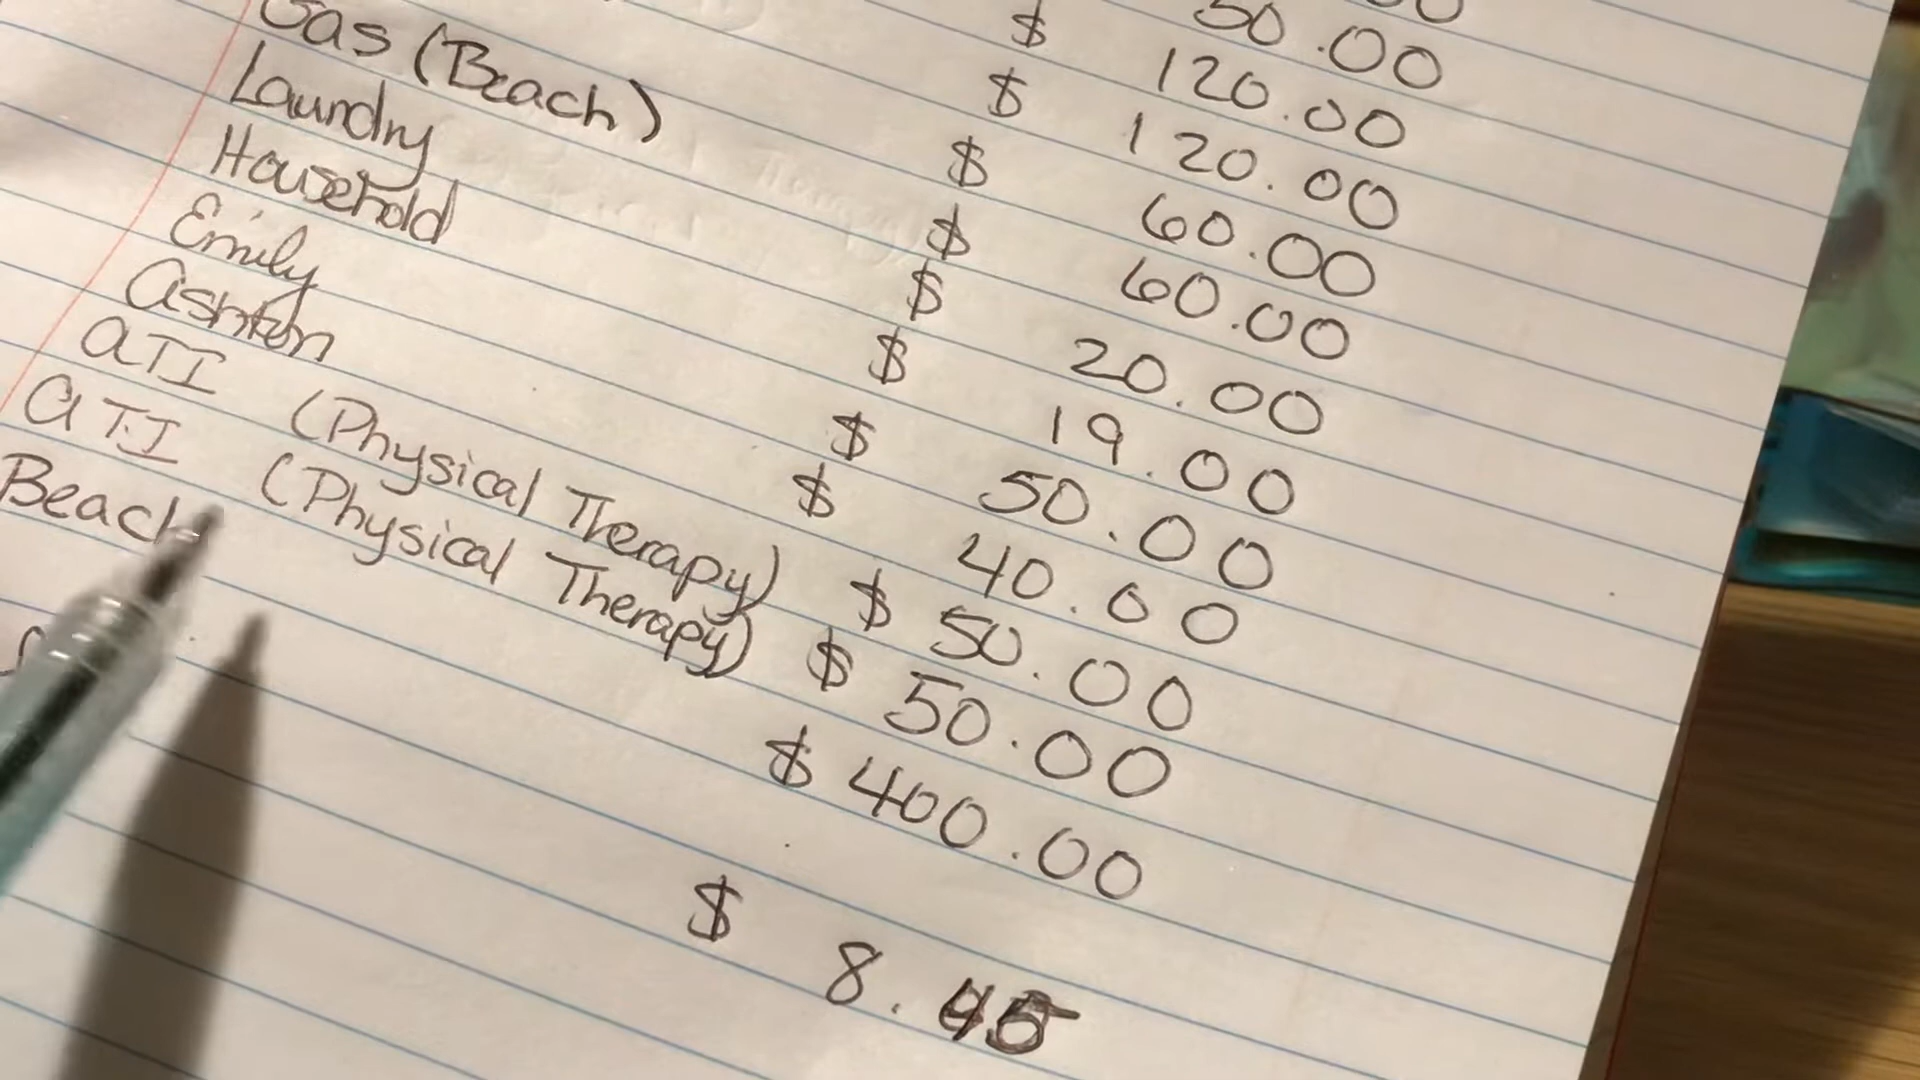 50.00
$ 120.00
$ 120.00
$ 60.00
Gas (Beach) $ 60.00
Laundry $ 20.00
Household $ 19.00
Emily $ 50.00
Ashton $ 40.00
ATI (Physical Therapy) $ 50.00
ATI (Physical Therapy) $ 50.00
Beach $ 400.00
$ 8.45